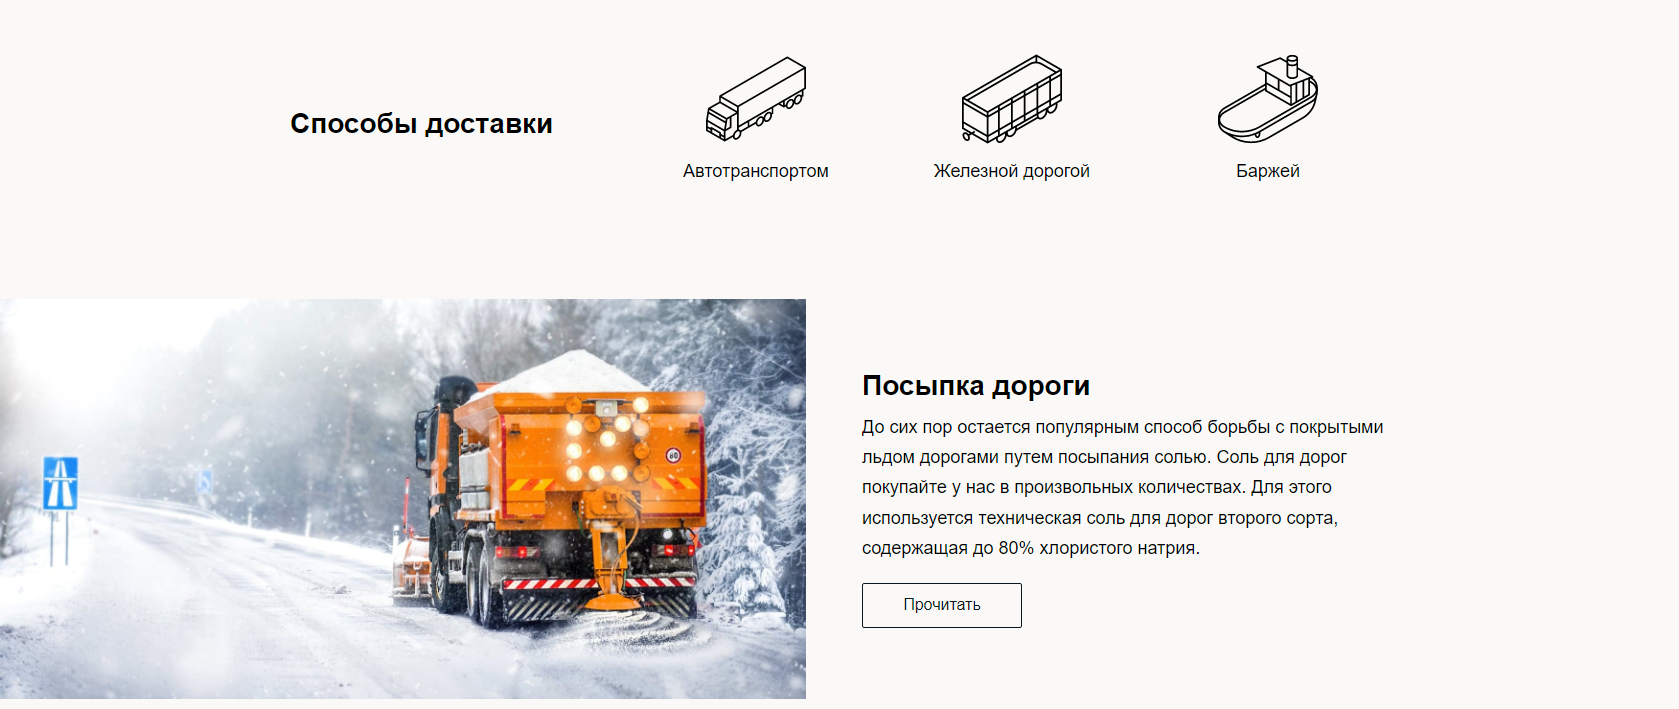 Способы доставки
Автотранспортом
Железной дорогой
Баржей
Посыпка дороги
До сих пор остается популярным способ борьбы с покрытыми
льдом дорогами путем посыпания солью. Соль для дорог
покупайте у нас в произвольных количествах. Для этого
используется техническая соль для дорог второго сорта,
содержащая до 80% хлористого натрия.
Прочитать
60